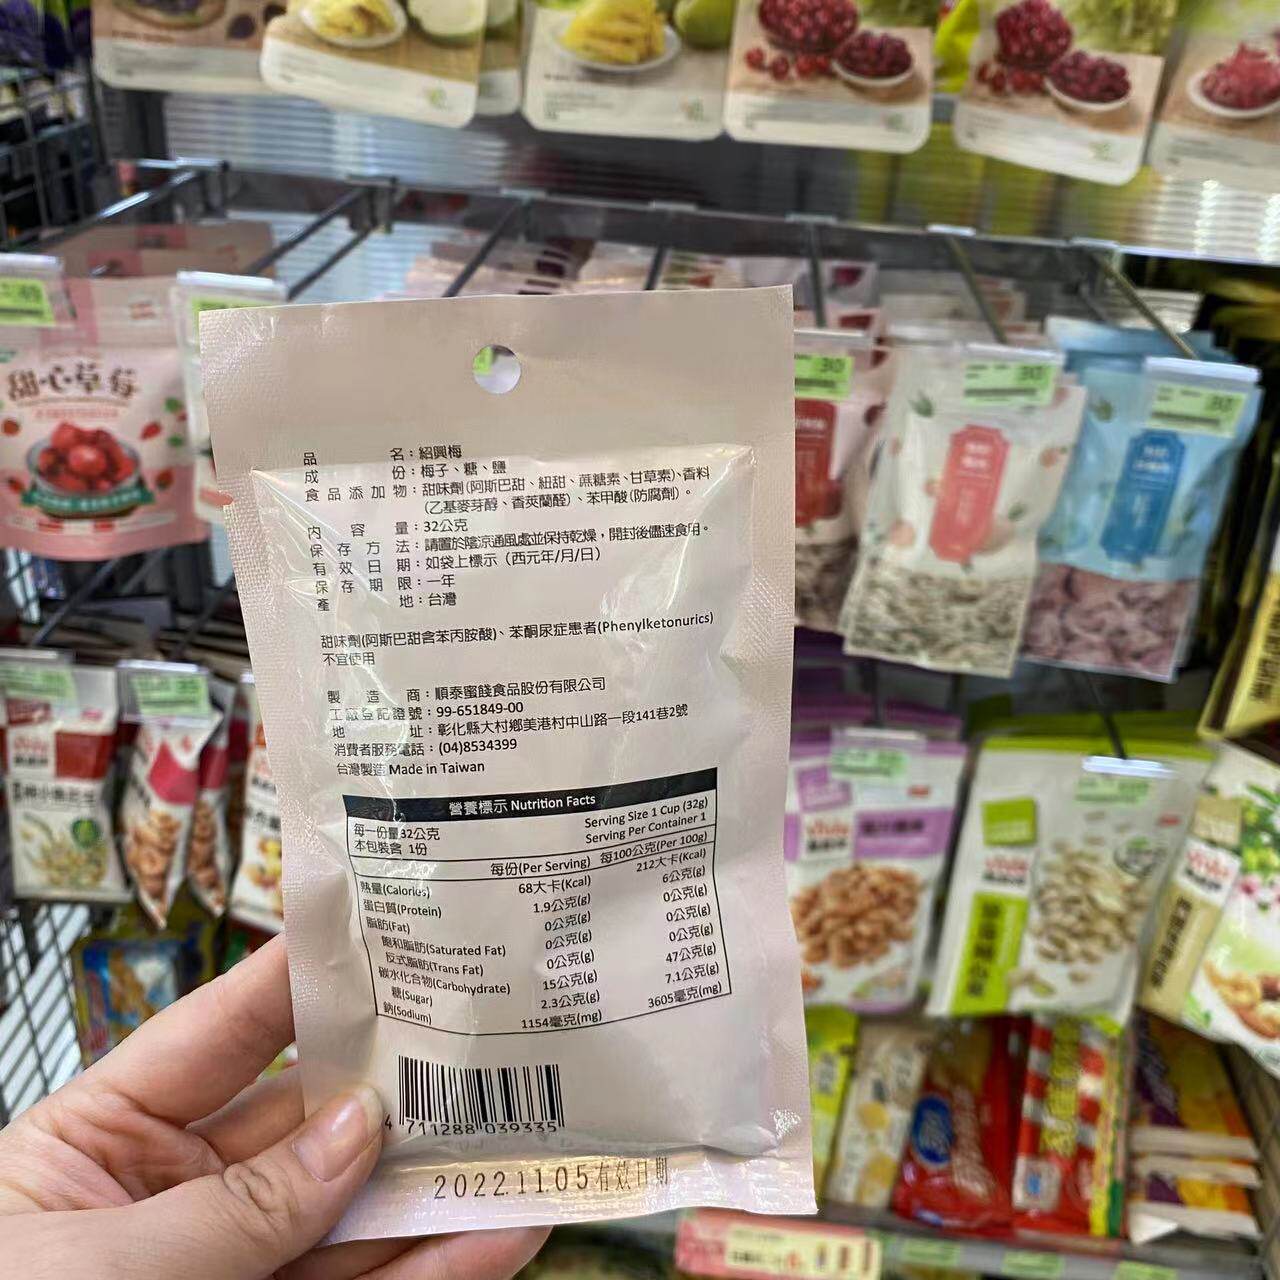 品名：紹興梅
成份：梅子、糖、鹽
食品添加物：甜味劑(阿斯巴甜、紐甜、蔗糖素、甘草素)、香料
(乙基麥芽醇、香莢蘭醛)、苯甲酸(防腐劑)。
內容量：32公克
保存方法：請置於陰涼通風處並保持乾燥，開封後儘速食用。
有效日期：如袋上標示（西元年/月/日）
保存期限：一年
產地：台灣
甜味劑(阿斯巴甜含苯丙胺酸)、苯酮尿症患者(Phenylketonurics)
不宜使用
製造商：順泰蜜餞食品股份有限公司
工廠登記證號：99-651849-00
地址：彰化縣大村鄉美港村中山路一段141巷2號
消費者服務電話：(04)8534399
台灣製造 Made in Taiwan
營養標示 Nutrition Facts
每一份量32公克 Serving Size 1 Cup (32g)
本包裝含 1份 Serving Per Container 1
每份(Per Serving) 每100公克(Per 100g)
熱量(Calories) 68大卡(Kcal) 212大卡(Kcal)
蛋白質(Protein) 1.9公克(g) 6公克(g)
脂肪(Fat) 0公克(g) 0公克(g)
飽和脂肪(Saturated Fat) 0公克(g) 0公克(g)
反式脂肪(Trans Fat) 0公克(g) 0公克(g)
碳水化合物(Carbohydrate) 15公克(g) 47公克(g)
糖(Sugar) 2.3公克(g) 7.1公克(g)
鈉(Sodium) 1154毫克(mg) 3605毫克(mg)
4 711288 039335
2022.11.05有效日期
甜心草莓